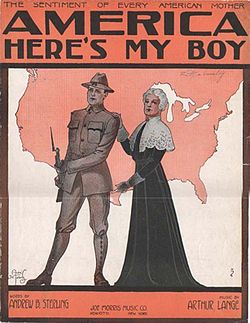 THE SENTIMENT OF EVERY AMERICAN MOTHER
AMERICA
HERE'S MY BOY
WORDS BY
ANDREW B. STERLING
JOE MORRIS MUSIC CO.
NEW YORK
MUSIC BY
ARTHUR LANGE